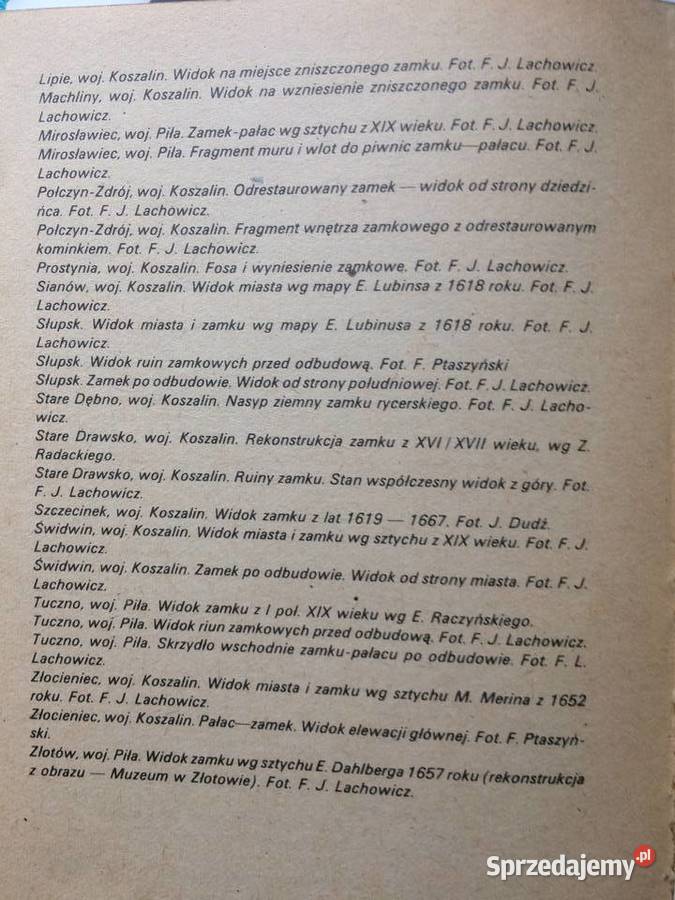 Lipie, woj. Koszalin. Widok na miejsce zniszczonego zamku. Fot. F. J. Lachowicz.
Machliny, woj. Koszalin. Widok na wzniesienie zniszczonego zamku. Fot. F. J.
Lachowicz.
Mirosławiec, woj. Piła. Zamek-pałac wg sztychu z XIX wieku. Fot. F. J. Lachowicz.
Mirosławiec, woj. Piła. Fragment muru i wlot do piwnic zamku—pałacu. Fot. F. J.
Lachowicz.
Połczyn-Zdrój, woj. Koszalin. Odrestaurowany zamek — widok od strony dziedzi-
ńca. Fot. F. J. Lachowicz.
Połczyn-Zdrój, woj. Koszalin. Fragment wnętrza zamkowego z odrestaurowanym
kominkiem. Fot. F. J. Lachowicz.
Prostynia, woj. Koszalin. Fosa i wyniesienie zamkowe. Fot. F. J. Lachowicz.
Sianów, woj. Koszalin. Widok miasta wg mapy E. Lubinsa z 1618 roku. Fot. F. J.
Lachowicz.
Słupsk. Widok miasta i zamku wg mapy E. Lubinusa z 1618 roku. Fot. F. J.
Lachowicz.
Słupsk. Widok ruin zamkowych przed odbudową. Fot. F. Ptaszyński
Słupsk. Zamek po odbudowie. Widok od strony południowej. Fot. F. J. Lachowicz.
Stare Dębno, woj. Koszalin. Nasyp ziemny zamku rycerskiego. Fot. F. J. Lacho-
wicz.
Stare Drawsko, woj. Koszalin. Rekonstrukcja zamku z XVI/XVII wieku, wg Z.
Radackiego.
Stare Drawsko, woj. Koszalin. Ruiny zamku. Stan współczesny widok z góry. Fot.
F. J. Lachowicz.
Szczecinek, woj. Koszalin. Widok zamku z lat 1619 — 1667. Fot. J. Dudź.
Świdwin, woj. Koszalin. Widok miasta i zamku wg sztychu z XIX wieku. Fot. F. J.
Lachowicz.
Świdwin, woj. Koszalin. Zamek po odbudowie. Widok od strony miasta. Fot. F. J.
Lachowicz.
Tuczno, woj. Piła. Widok zamku z I poł. XIX wieku wg E. Raczyńskiego.
Tuczno, woj. Piła. Widok riun zamkowych przed odbudową. Fot. F. J. Lachowicz.
Tuczno, woj. Piła. Skrzydło wschodnie zamku-pałacu po odbudowie. Fot. F. L.
Lachowicz.
Złocieniec, woj. Koszalin. Widok miasta i zamku wg sztychu M. Merina z 1652
roku. Fot. F. J. Lachowicz.
Złocieniec, woj. Koszalin. Pałac—zamek. Widok elewacji głównej. Fot. F. Ptaszyń-
ski.
Złotów, woj. Piła. Widok zamku wg sztychu E. Dahlberga 1657 roku (rekonstrukcja
z obrazu — Muzeum w Złotowie). Fot. F. J. Lachowicz.
Sprzedajemy.pl